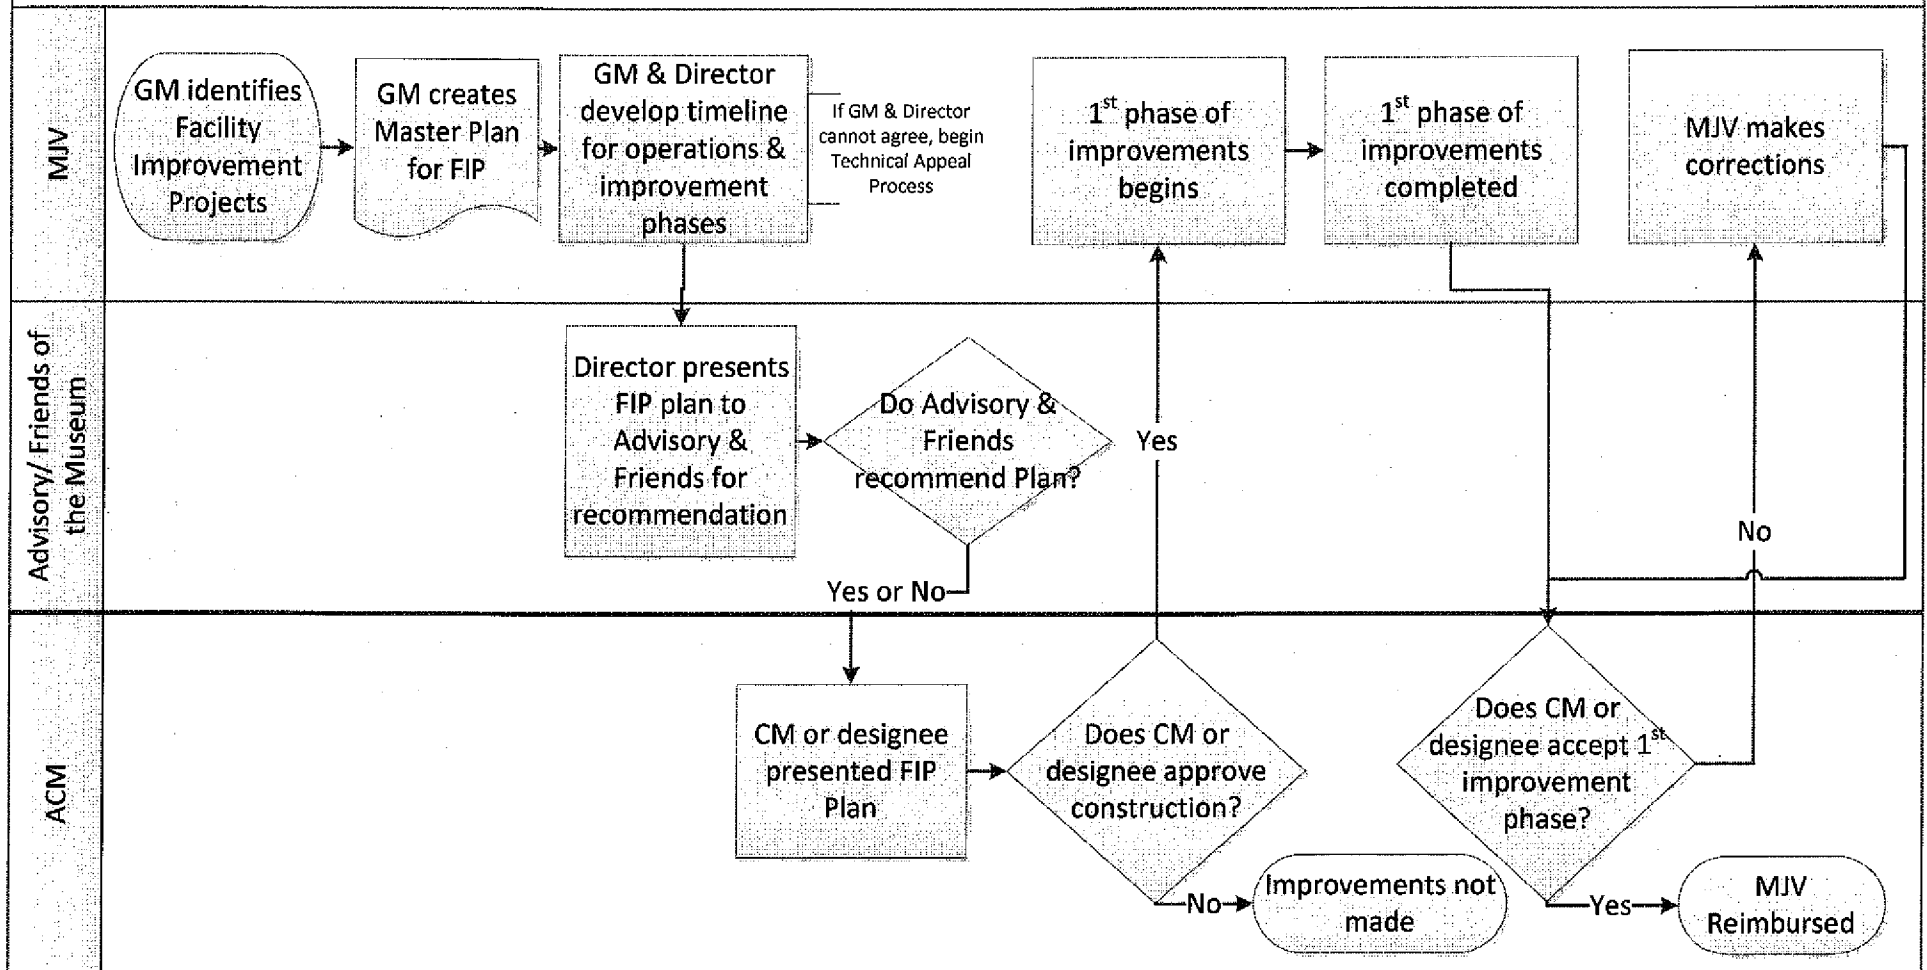 MJV
GM identifies
Facility
Improvement
Projects
GM creates
Master Plan
for FIP
GM & Director
develop timeline
for operations &
improvement
phases
If GM & Director
cannot agree, begin
Technical Appeal
Process
1st phase of
improvements
begins
1st phase of
improvements
completed
MJV makes
corrections
Advisory/ Friends of
the Museum
Director presents
FIP plan to
Advisory &
Friends for
recommendation
Do Advisory &
Friends
recommend Plan?
Yes or No
Yes
No
ACM
CM or designee
presented FIP
Plan
Does CM or
designee approve
construction?
No
Improvements not
made
Does CM or
designee accept 1st
improvement
phase?
Yes
MJV
Reimbursed